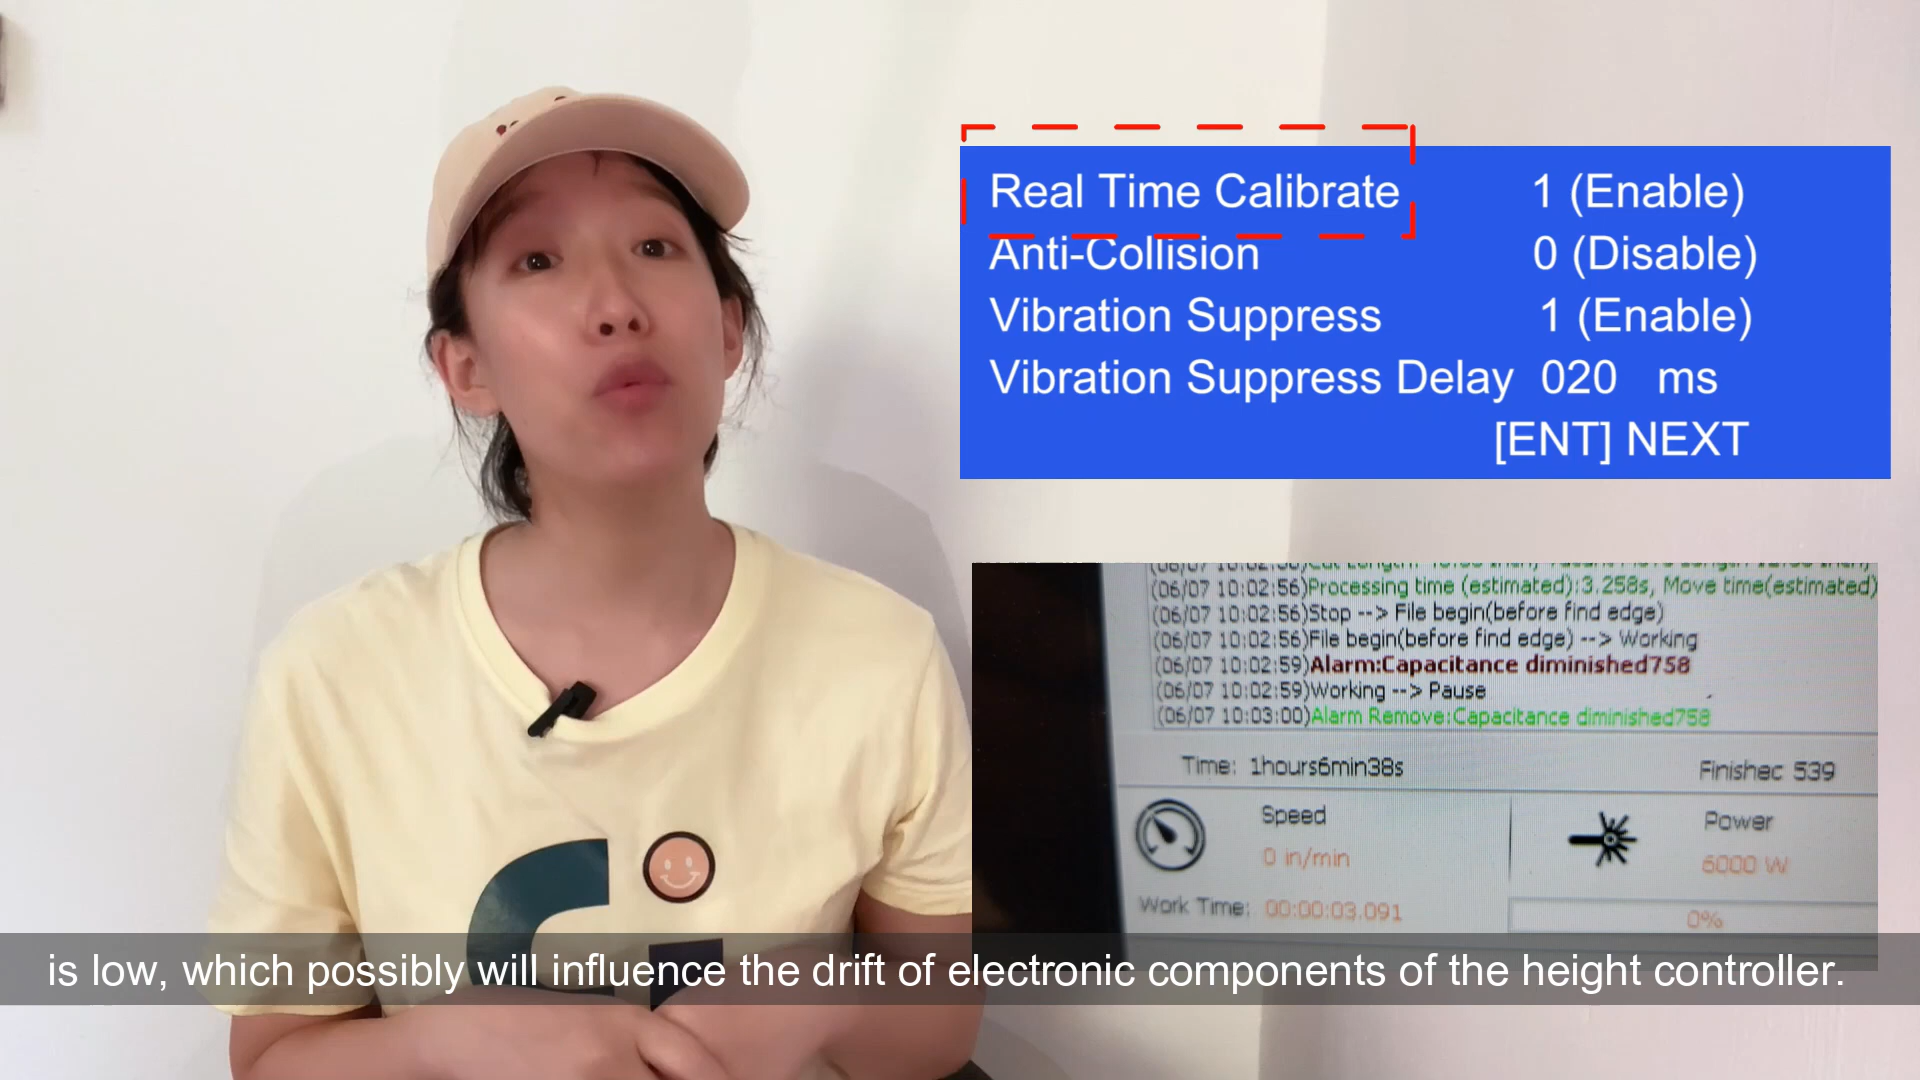 Real Time Calibrate 1 (Enable)
Anti-Collision 0 (Disable)
Vibration Suppress 1 (Enable)
Vibration Suppress Delay 020 ms
[ENT] NEXT
(06/07 10:02:56)Processing time (estimated):3.258s, Move time(estimated)
(06/07 10:02:56)Stop --> File begin(before find edge)
(06/07 10:02:56)File begin(before find edge) --> Working
(06/07 10:02:59)Alarm:Capacitance diminished758
(06/07 10:02:59)Working --> Pause
(06/07 10:03:00)Alarm Remove:Capacitance diminished758
Time: 1hours6min38s Finished 539
Speed Power
0 in/min 6000 W
Work Time: 00:00:03.091 0%
is low, which possibly will influence the drift of electronic components of the height controller.